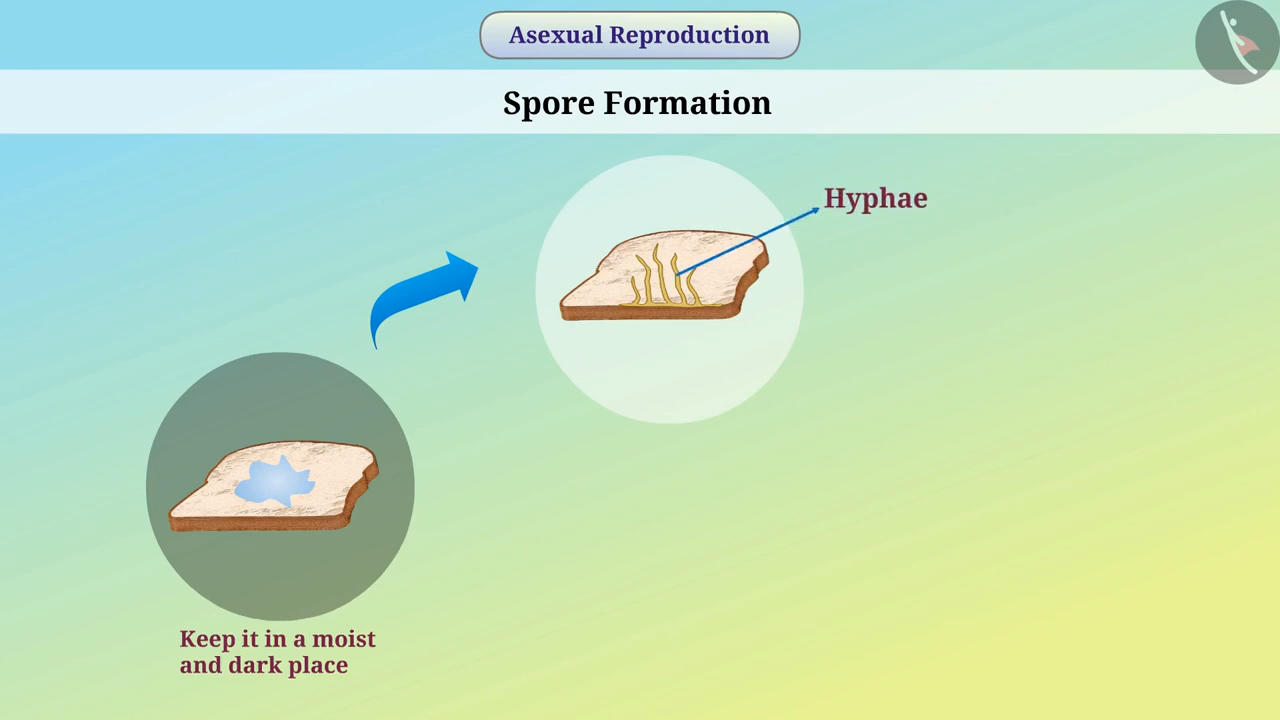 Asexual Reproduction
Spore Formation
Hyphae
Keep it in a moist
and dark place